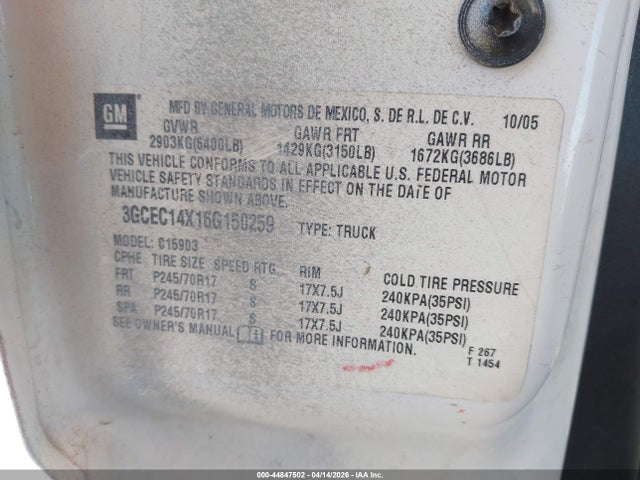 GM
MFD BY GENERAL MOTORS DE MEXICO, S. DE R.L. DE C.V. 10/05
GVWR GAWR FRT GAWR RR
2903KG(6400LB) 1429KG(3150LB) 1672KG(3686LB)
THIS VEHICLE CONFORMS TO ALL APPLICABLE U.S. FEDERAL MOTOR
VEHICLE SAFETY STANDARDS IN EFFECT ON THE DATE OF
MANUFACTURE SHOWN ABOVE.
3GCEC14X16G150259 TYPE: TRUCK
MODEL: C15903
CPHE TIRE SIZE SPEED RTG RIM COLD TIRE PRESSURE
FRT P245/70R17 S 17X7.5J 240KPA(35PSI)
RR P245/70R17 S 17X7.5J 240KPA(35PSI)
SPA P245/70R17 S 17X7.5J 240KPA(35PSI)
SEE OWNER'S MANUAL FOR MORE INFORMATION.
F 267
T 1454
000-44847502 - 04/14/2026 - IAA Inc.